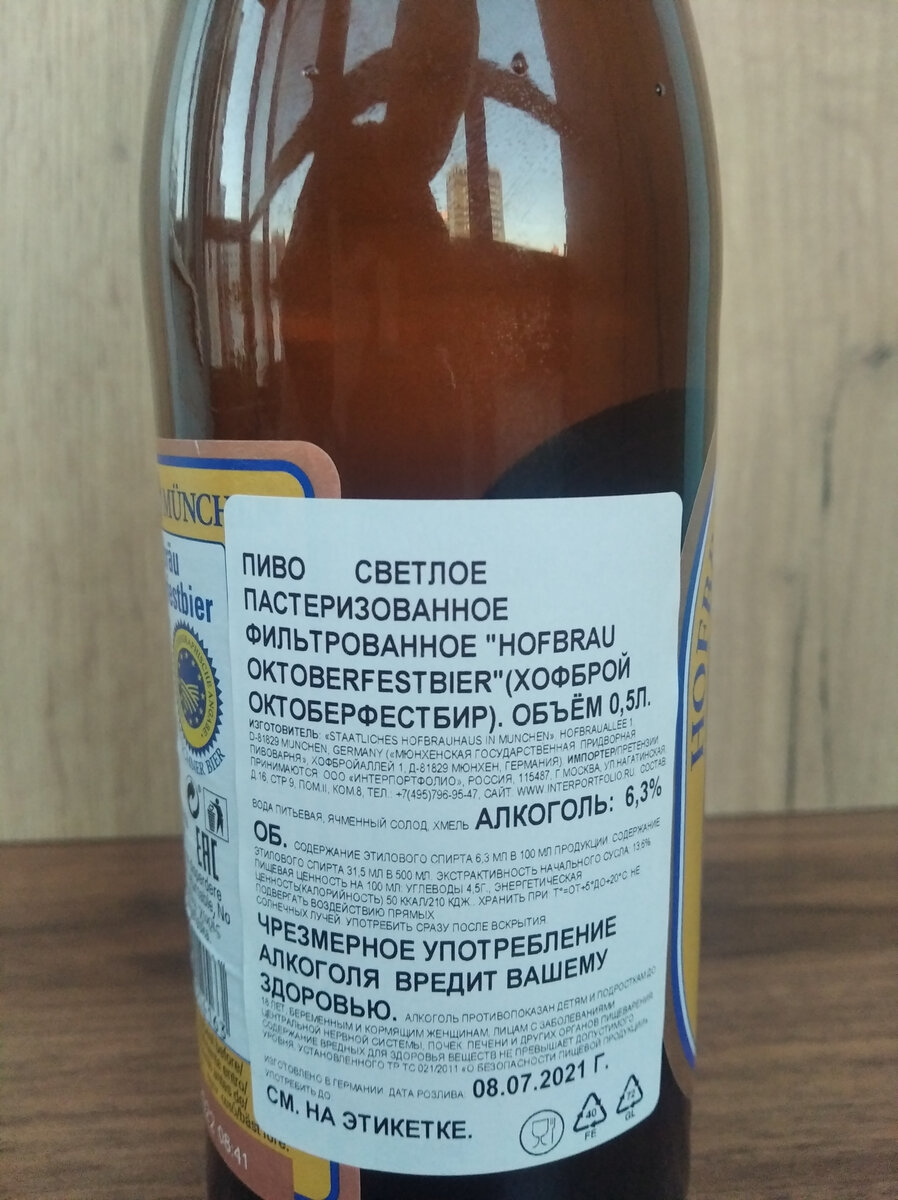 MÜNCH
äu
estbier
HOFB
ПИВО СВЕТЛОЕ
ПАСТЕРИЗОВАННОЕ
ФИЛЬТРОВАННОЕ "HOFBRAU
OKTOBERFESTBIER"(ХОФБРОЙ
ОКТОБЕРФЕСТБИР). ОБЪЁМ 0,5Л.
ИЗГОТОВИТЕЛЬ: «STAATLICHES HOFBRAUHAUS IN MUNCHEN», HOFBRAUALLEE 1,
D-81829 MUNCHEN, GERMANY («МЮНХЕНСКАЯ ГОСУДАРСТВЕННАЯ ПРИДВОРНАЯ
ПИВОВАРНЯ», ХОФБРОЙАЛЛЕЙ 1, Д-81829 МЮНХЕН, ГЕРМАНИЯ). ИМПОРТЕР/ПРЕТЕНЗИИ
ПРИНИМАЮТСЯ: ООО «ИНТЕРПОРТФОЛИО», РОССИЯ, 115487, Г.МОСКВА, УЛ.НАГАТИНСКАЯ,
Д.16, СТР.9, ПОМ.II, КОМ.8, ТЕЛ.: +7(495)796-95-47, САЙТ: WWW.INTERPORTFOLIO.RU. СОСТАВ:
ВОДА ПИТЬЕВАЯ, ЯЧМЕННЫЙ СОЛОД, ХМЕЛЬ. АЛКОГОЛЬ: 6,3%
ОБ. СОДЕРЖАНИЕ ЭТИЛОВОГО СПИРТА 6,3 МЛ В 100 МЛ ПРОДУКЦИИ. СОДЕРЖАНИЕ
ЭТИЛОВОГО СПИРТА 31,5 МЛ В 500 МЛ. ЭКСТРАКТИВНОСТЬ НАЧАЛЬНОГО СУСЛА: 13,6%
ПИЩЕВАЯ ЦЕННОСТЬ НА 100 МЛ: УГЛЕВОДЫ 4,5Г., ЭНЕРГЕТИЧЕСКАЯ
ЦЕННОСТЬ(КАЛОРИЙНОСТЬ) 50 ККАЛ/210 КДЖ.. ХРАНИТЬ ПРИ: T°=ОТ+5°ДО+20°С. НЕ
ПОДВЕРГАТЬ ВОЗДЕЙСТВИЮ ПРЯМЫХ
СОЛНЕЧНЫХ ЛУЧЕЙ. УПОТРЕБИТЬ СРАЗУ ПОСЛЕ ВСКРЫТИЯ.
ЧРЕЗМЕРНОЕ УПОТРЕБЛЕНИЕ
АЛКОГОЛЯ ВРЕДИТ ВАШЕМУ
ЗДОРОВЬЮ. АЛКОГОЛЬ ПРОТИВОПОКАЗАН ДЕТЯМ И ПОДРОСТКАМ ДО
18 ЛЕТ, БЕРЕМЕННЫМ И КОРМЯЩИМ ЖЕНЩИНАМ, ЛИЦАМ С ЗАБОЛЕВАНИЯМИ
ЦЕНТРАЛЬНОЙ НЕРВНОЙ СИСТЕМЫ, ПОЧЕК, ПЕЧЕНИ И ДРУГИХ ОРГАНОВ ПИЩЕВАРЕНИЯ.
СОДЕРЖАНИЕ ВРЕДНЫХ ДЛЯ ЗДОРОВЬЯ ВЕЩЕСТВ НЕ ПРЕВЫШАЕТ ДОПУСТИМОГО
УРОВНЯ, УСТАНОВЛЕННОГО ТР ТС 021/2011 «О БЕЗОПАСНОСТИ ПИЩЕВОЙ ПРОДУКЦИИ».
ИЗГОТОВЛЕНО В ГЕРМАНИИ. ДАТА РОЗЛИВА: 08.07.2021 Г.
УПОТРЕБИТЬ ДО:
СМ. НА ЭТИКЕТКЕ.
40
FE
72
GL
EAC
08:41